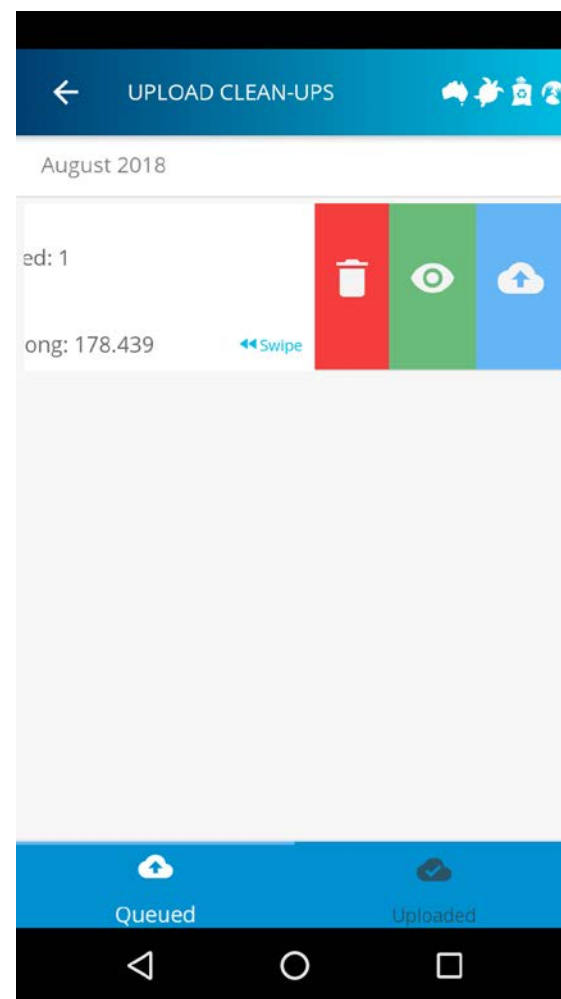 UPLOAD CLEAN-UPS
August 2018
ed: 1
ong: 178.439
Swipe
Queued
Uploaded